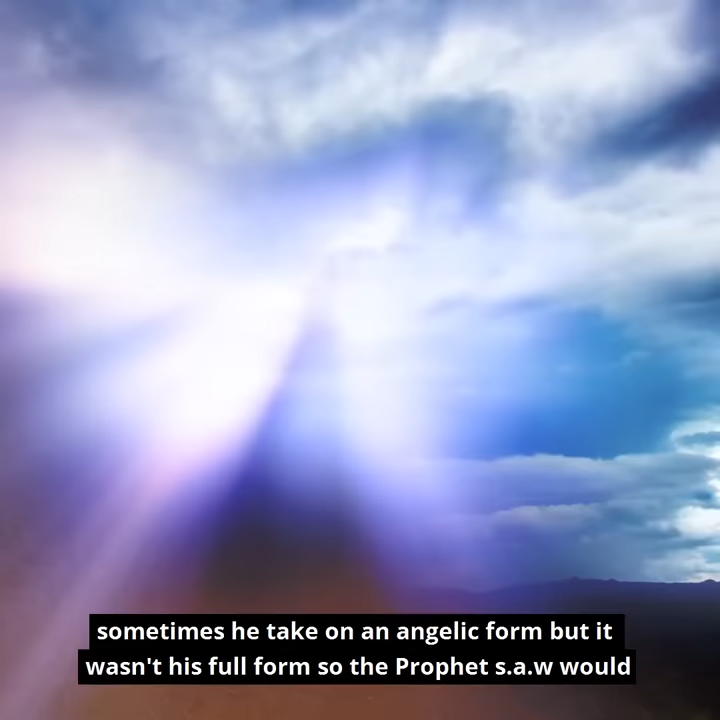 sometimes he take on an angelic form but it
wasn't his full form so the Prophet s.a.w would